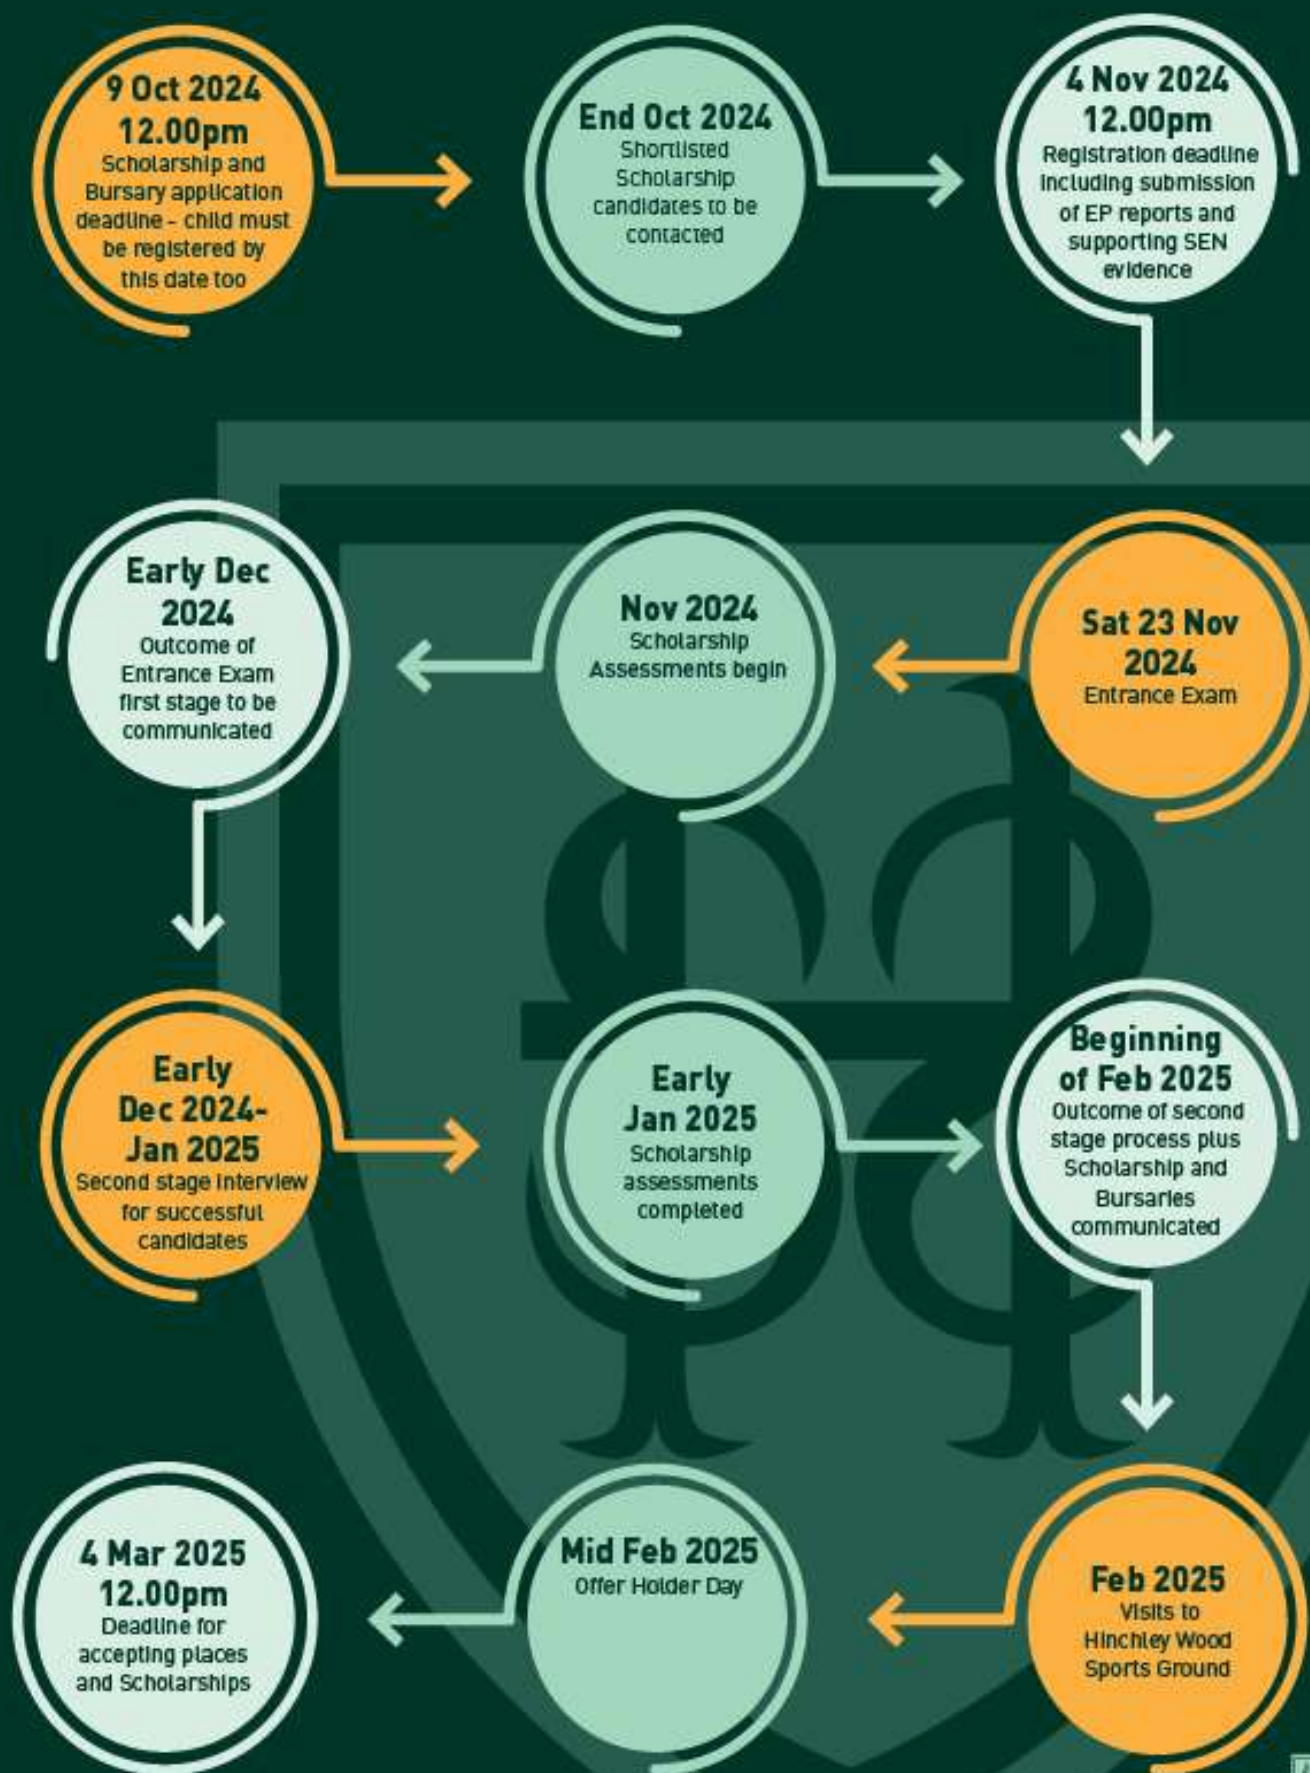 9 Oct 2024
12.00pm
Scholarship and
Bursary application
deadline - child must
be registered by
this date too
End Oct 2024
Shortlisted
Scholarship
candidates to be
contacted
4 Nov 2024
12.00pm
Registration deadline
including submission
of EP reports and
supporting SEN
evidence
Sat 23 Nov
2024
Entrance Exam
Nov 2024
Scholarship
Assessments begin
Early Dec
2024
Outcome of
Entrance Exam
first stage to be
communicated
Early
Dec 2024-
Jan 2025
Second stage interview
for successful
candidates
Early
Jan 2025
Scholarship
assessments
completed
Beginning
of Feb 2025
Outcome of second
stage process plus
Scholarship and
Bursaries
communicated
Feb 2025
Visits to
Hinchley Wood
Sports Ground
Mid Feb 2025
Offer Holder Day
4 Mar 2025
12.00pm
Deadline for
accepting places
and Scholarships